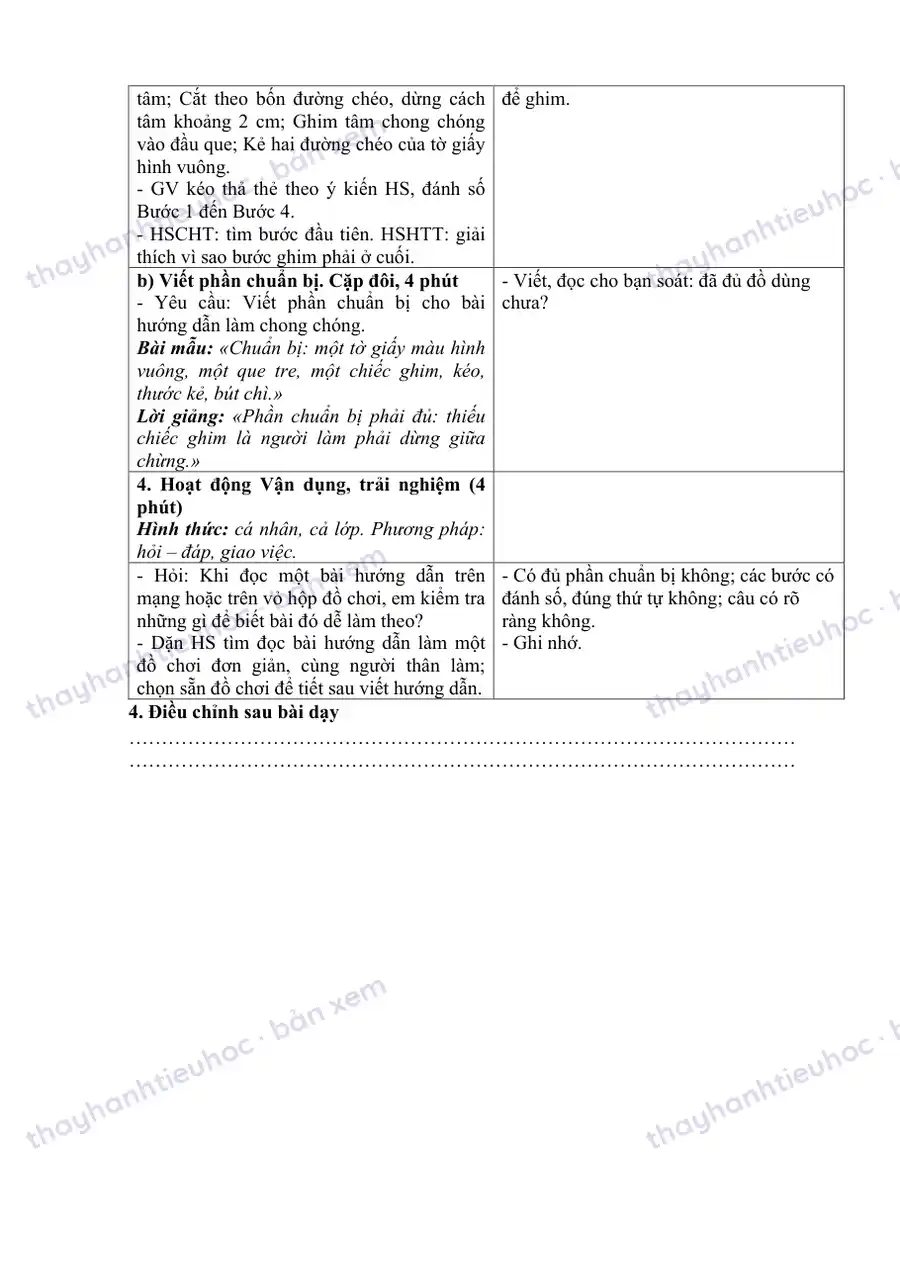 tâm; Cắt theo bốn đường chéo, dừng cách
tâm khoảng 2 cm; Ghim tâm chong chóng
vào đầu que; Kẻ hai đường chéo của tờ giấy
hình vuông.
- GV kéo thả thẻ theo ý kiến HS, đánh số
Bước 1 đến Bước 4.
- HSCHT: tìm bước đầu tiên. HSHTT: giải
thích vì sao bước ghim phải ở cuối.
để ghim.
b) Viết phần chuẩn bị. Cặp đôi, 4 phút
- Yêu cầu: Viết phần chuẩn bị cho bài
hướng dẫn làm chong chóng.
Bài mẫu: «Chuẩn bị: một tờ giấy màu hình
vuông, một que tre, một chiếc ghim, kéo,
thước kẻ, bút chì.»
Lời giảng: «Phần chuẩn bị phải đủ: thiếu
chiếc ghim là người làm phải dừng giữa
chừng.»
- Viết, đọc cho bạn soát: đã đủ đồ dùng
chưa?
4. Hoạt động Vận dụng, trải nghiệm (4
phút)
Hình thức: cá nhân, cả lớp. Phương pháp:
hỏi – đáp, giao việc.
- Hỏi: Khi đọc một bài hướng dẫn trên
mạng hoặc trên vỏ hộp đồ chơi, em kiểm tra
những gì để biết bài đó dễ làm theo?
- Dặn HS tìm đọc bài hướng dẫn làm một
đồ chơi đơn giản, cùng người thân làm;
chọn sẵn đồ chơi để tiết sau viết hướng dẫn.
- Có đủ phần chuẩn bị không; các bước có
đánh số, đúng thứ tự không; câu có rõ
ràng không.
- Ghi nhớ.
4. Điều chỉnh sau bài dạy
……………………………………………………………………………………………
……………………………………………………………………………………………
thayhanhtieuhoc · bản xem
thayhanhtieuhoc · b
thayhanhtieuhoc · bản xem
thayhanhtieuhoc · b
thayhanhtieuhoc · bản xem
thayhanhtieuhoc · b